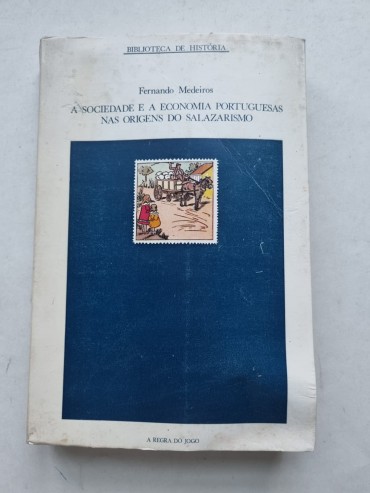 BIBLIOTECA DE HISTÓRIA
Fernando Medeiros
A SOCIEDADE E A ECONOMIA PORTUGUESAS
NAS ORIGENS DO SALAZARISMO
A REGRA DO JOGO